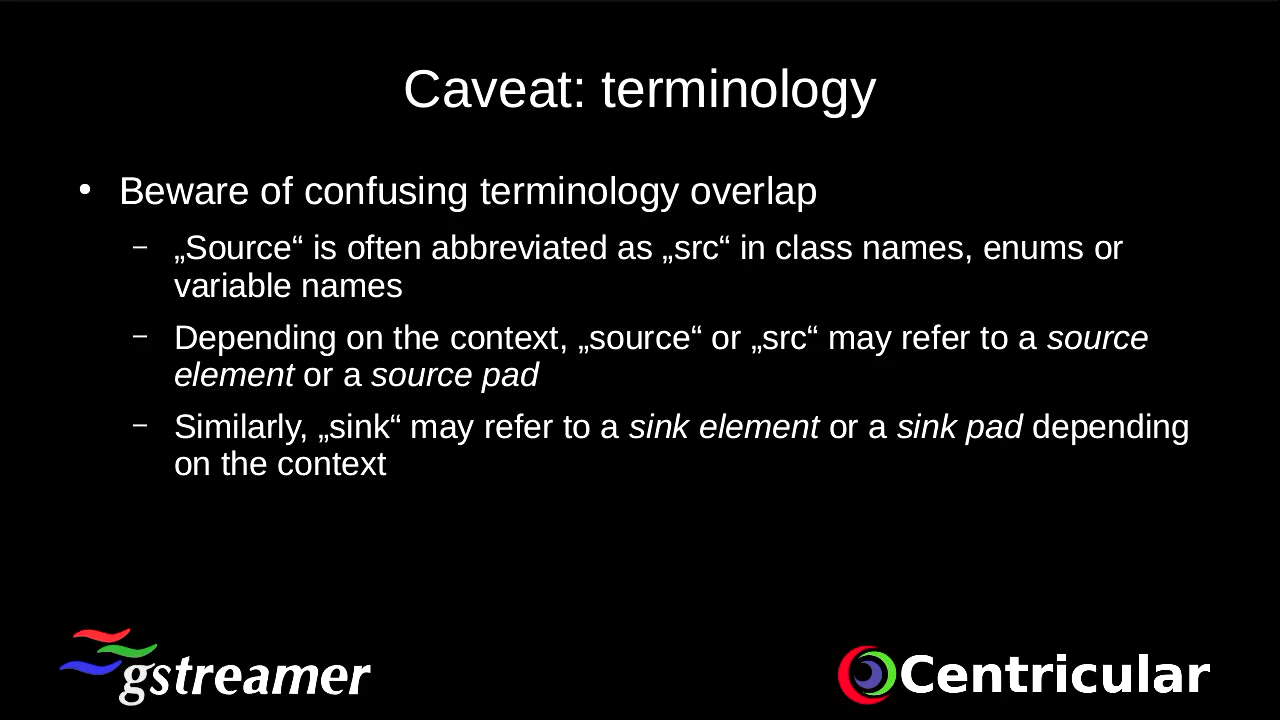 Caveat: terminology
• Beware of confusing terminology overlap
– „Source“ is often abbreviated as „src“ in class names, enums or
variable names
– Depending on the context, „source“ or „src“ may refer to a source
element or a source pad
– Similarly, „sink“ may refer to a sink element or a sink pad depending
on the context
gstreamer
Centricular